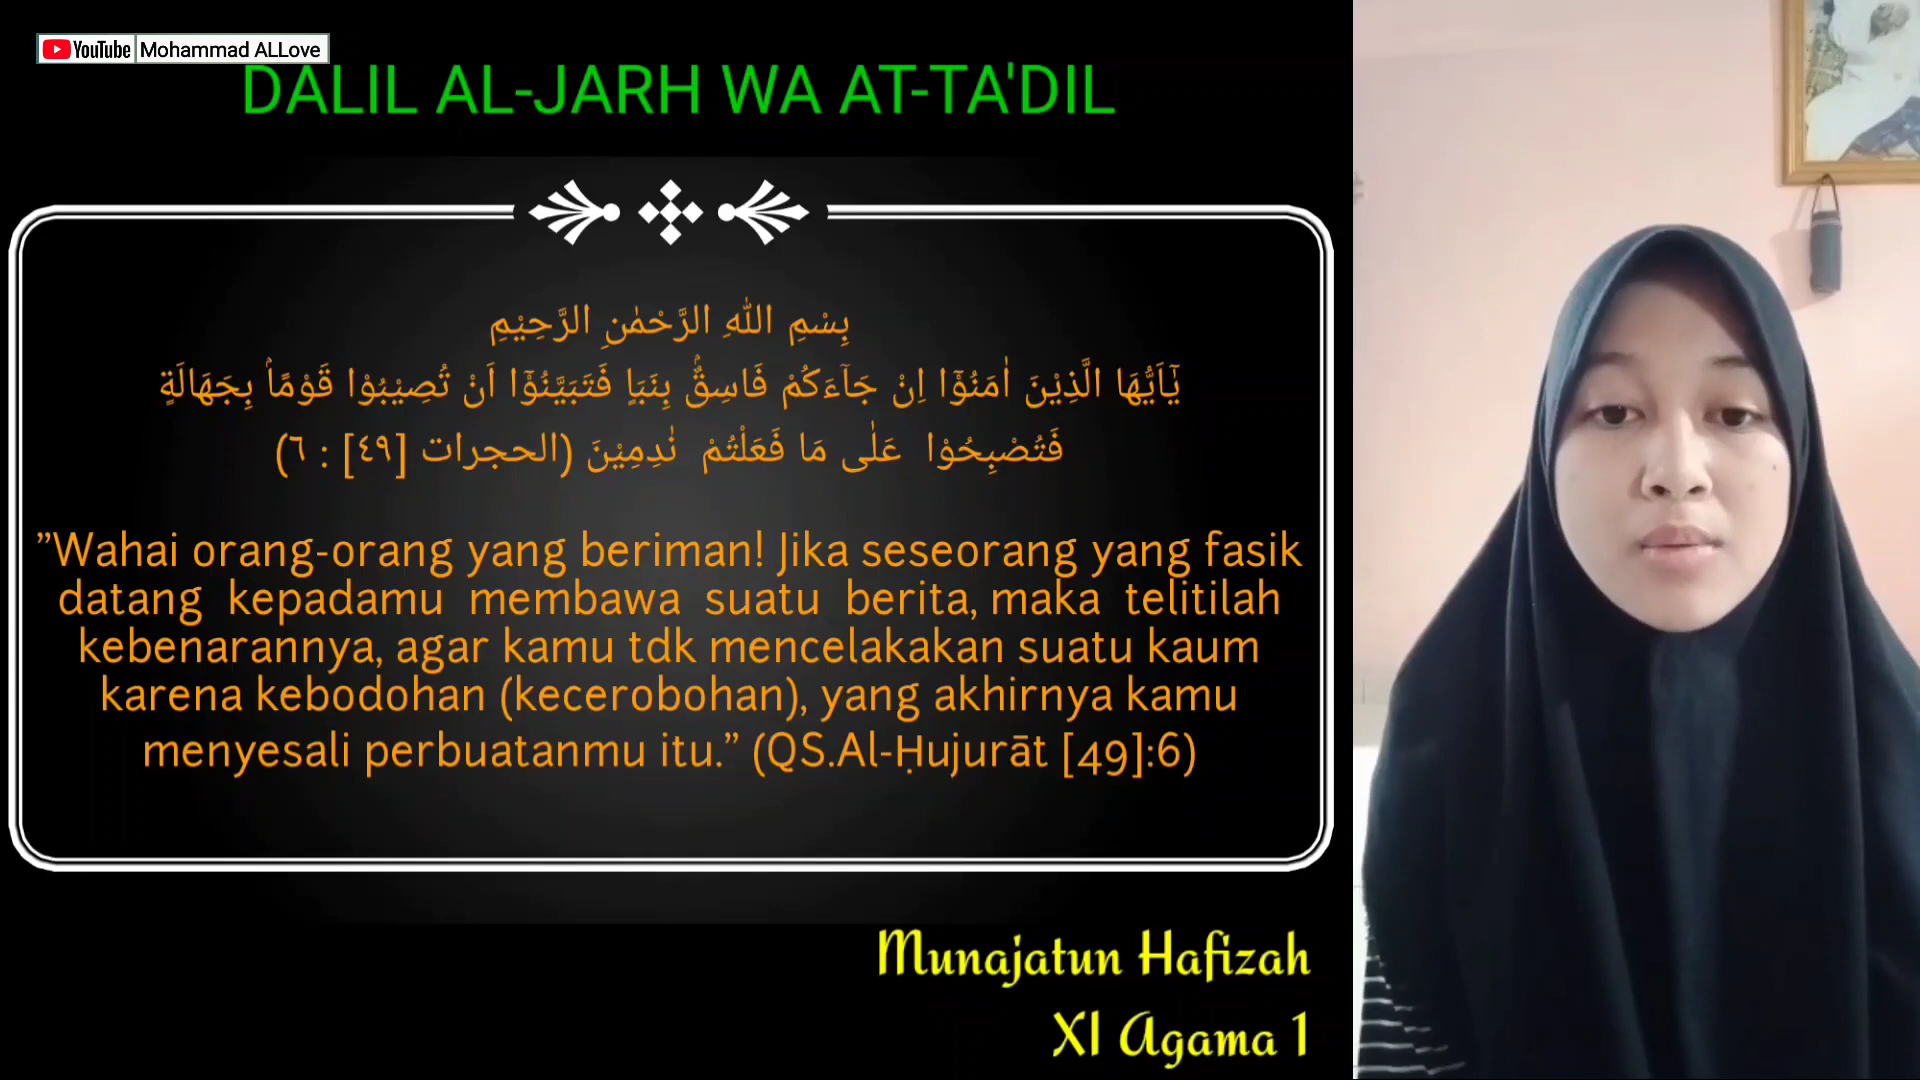 YouTube Mohammad ALLove
DALIL AL-JARH WA AT-TA'DIL
بِسْمِ اللّٰهِ الرَّحْمٰنِ الرَّحِيْمِ
يٰٓاَيُّهَا الَّذِيْنَ اٰمَنُوْٓا اِنْ جَاۤءَكُمْ فَاسِقٌۢ بِنَبَاٍ فَتَبَيَّنُوْٓا اَنْ تُصِيْبُوْا قَوْمًاۢ بِجَهَالَةٍ
فَتُصْبِحُوْا عَلٰى مَا فَعَلْتُمْ نٰدِمِيْنَ (الحجرات [٤٩] : ٦)
”Wahai orang-orang yang beriman! Jika seseorang yang fasik
datang kepadamu membawa suatu berita, maka telitilah
kebenarannya, agar kamu tdk mencelakakan suatu kaum
karena kebodohan (kecerobohan), yang akhirnya kamu
menyesali perbuatanmu itu.” (QS.Al-Ḥujurāt [49]:6)
Munajatun Hafizah
XI Agama 1